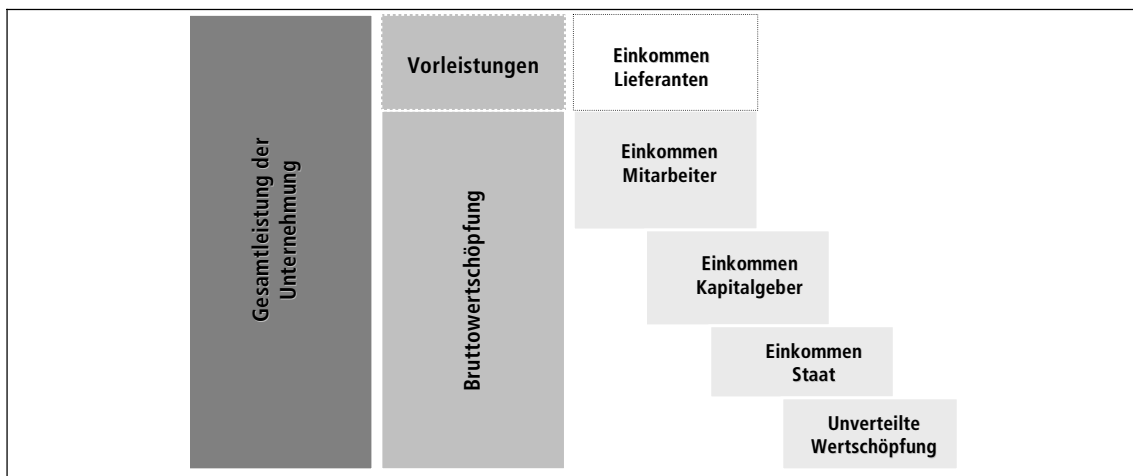 Gesamtleistung der
Unternehmung
Vorleistungen
Bruttowertschöpfung
Einkommen
Lieferanten
Einkommen
Mitarbeiter
Einkommen
Kapitalgeber
Einkommen
Staat
Unverteilte
Wertschöpfung